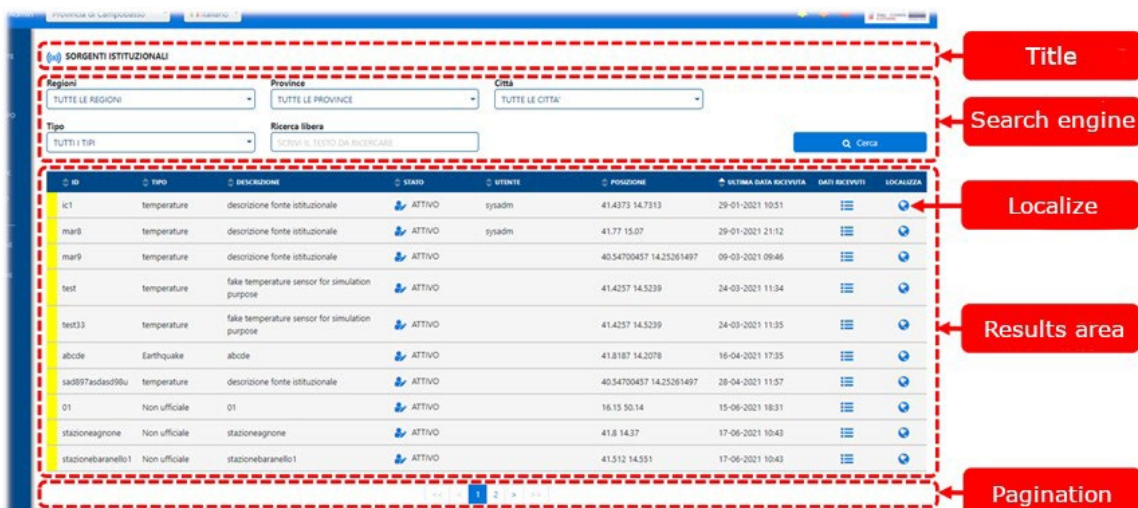 Provincia di Campobasso Italiano
SORGENTI ISTITUZIONALI
Title
Regioni Province Città
TUTTE LE REGIONI TUTTE LE PROVINCE TUTTE LE CITTA'
Search engine
Tipo Ricerca libera
TUTTI I TIPI SCRIVI IL TESTO DA RICERCARE Cerca
ID TIPO DESCRIZIONE STATO UTENTE POSIZIONE ULTIMA DATA RICEVUTA DATI RICEVUTI LOCALIZZA
ic1 temperature descrizione fonte istituzionale ATTIVO sysadm 41.4373 14.7313 29-01-2021 10:51
Localize
mar8 temperature descrizione fonte istituzionale ATTIVO sysadm 41.77 15.07 29-01-2021 21:12
mar9 temperature descrizione fonte istituzionale ATTIVO 40.54700457 14.25261497 09-03-2021 09:46
test temperature fake temperature sensor for simulation purpose ATTIVO 41.4257 14.5239 24-03-2021 11:34
test33 temperature fake temperature sensor for simulation purpose ATTIVO 41.4257 14.5239 24-03-2021 11:35
Results area
abcde Earthquake abcde ATTIVO 41.8187 14.2078 16-04-2021 17:35
sad897asdasd98u temperature descrizione fonte istituzionale ATTIVO 40.54700457 14.25261497 28-04-2021 11:57
01 Non ufficiale 01 ATTIVO 16.15 50.14 15-06-2021 18:31
stazioneagnone Non ufficiale stazioneagnone ATTIVO 41.8 14.37 17-06-2021 10:43
stazionebaranello1 Non ufficiale stazionebaranello1 ATTIVO 41.512 14.551 17-06-2021 10:43
<< < 1 2 > >>
Pagination